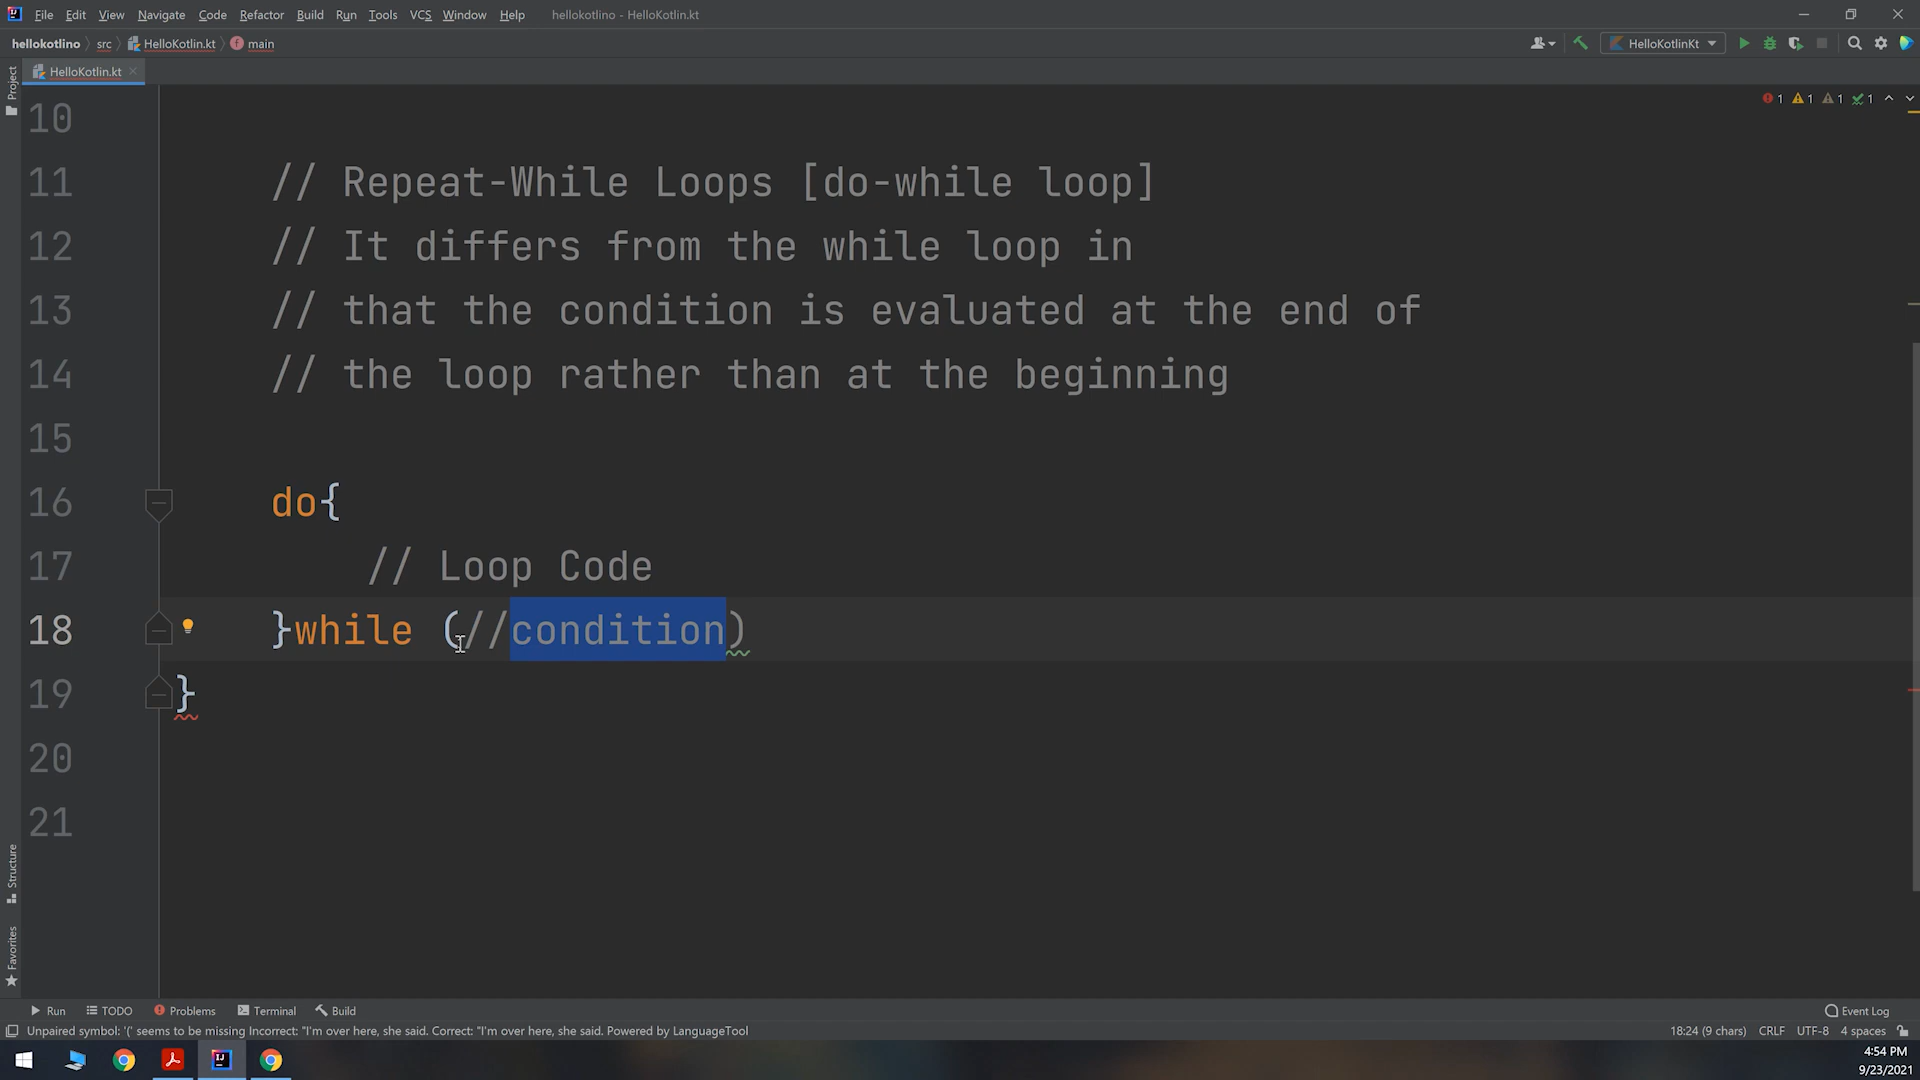 File Edit View Navigate Code Refactor Build Run Tools VCS Window Help hellokotlino - HelloKotlin.kt
hellokotlino src HelloKotlin.kt main HelloKotlinKt
HelloKotlin.kt
Project
1 1 1 1
10
11 // Repeat-While Loops [do-while loop]
12 // It differs from the while loop in
13 // that the condition is evaluated at the end of
14 // the loop rather than at the beginning
15
16 do{
17 // Loop Code
18 }while (//condition)
19 }
20
21
Structure
Favorites
Run TODO Problems Terminal Build Event Log
Unpaired symbol: '(' seems to be missing Incorrect: "I'm over here, she said. Correct: "I'm over here, she said. Powered by LanguageTool 18:24 (9 chars) CRLF UTF-8 4 spaces
4:54 PM
9/23/2021